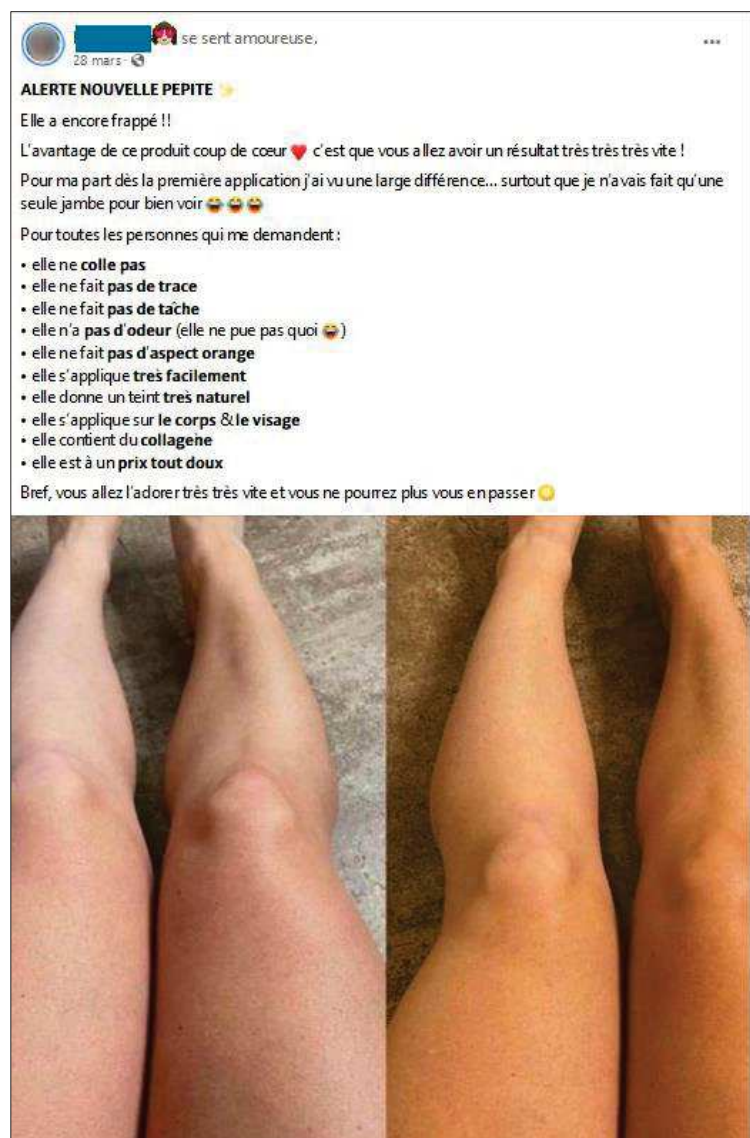 se sent amoureuse.
28 mars ·
ALERTE NOUVELLE PEPITE ✨
Elle a encore frappé !!
L'avantage de ce produit coup de cœur ❤️ c'est que vous allez avoir un résultat très très très vite !
Pour ma part dès la première application j'ai vu une large différence... surtout que je n'avais fait qu'une
seule jambe pour bien voir 😂😂😂
Pour toutes les personnes qui me demandent :
• elle ne colle pas
• elle ne fait pas de trace
• elle ne fait pas de tâche
• elle n'a pas d'odeur (elle ne pue pas quoi 😂)
• elle ne fait pas d'aspect orange
• elle s'applique très facilement
• elle donne un teint très naturel
• elle s'applique sur le corps & le visage
• elle contient du collagène
• elle est à un prix tout doux
Bref, vous allez l'adorer très très vite et vous ne pourrez plus vous en passer 🌞